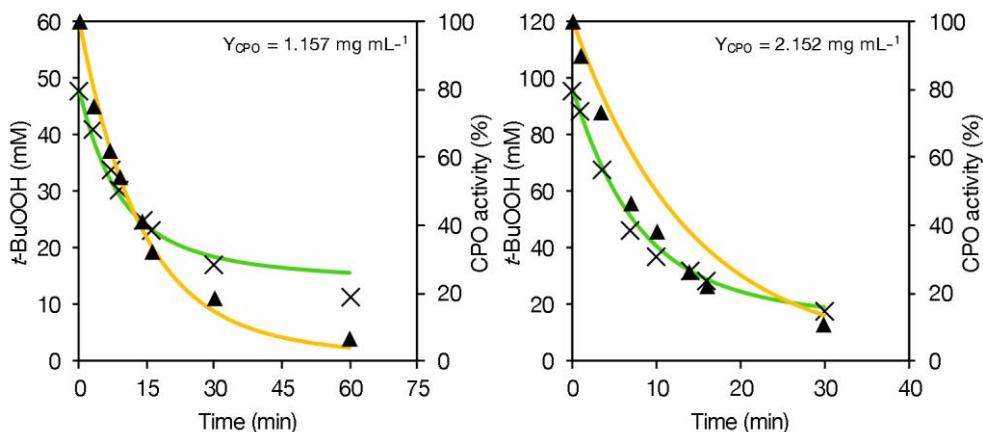 Y_CPO = 1.157 mg mL-¹
60
50
40
30
20
10
0
t-BuOOH (mM)
100
80
60
40
20
0
CPO activity (%)
0 15 30 45 60 75
Time (min)
Y_CPO = 2.152 mg mL-¹
120
100
80
60
40
20
0
t-BuOOH (mM)
100
80
60
40
20
0
CPO activity (%)
0 10 20 30 40
Time (min)